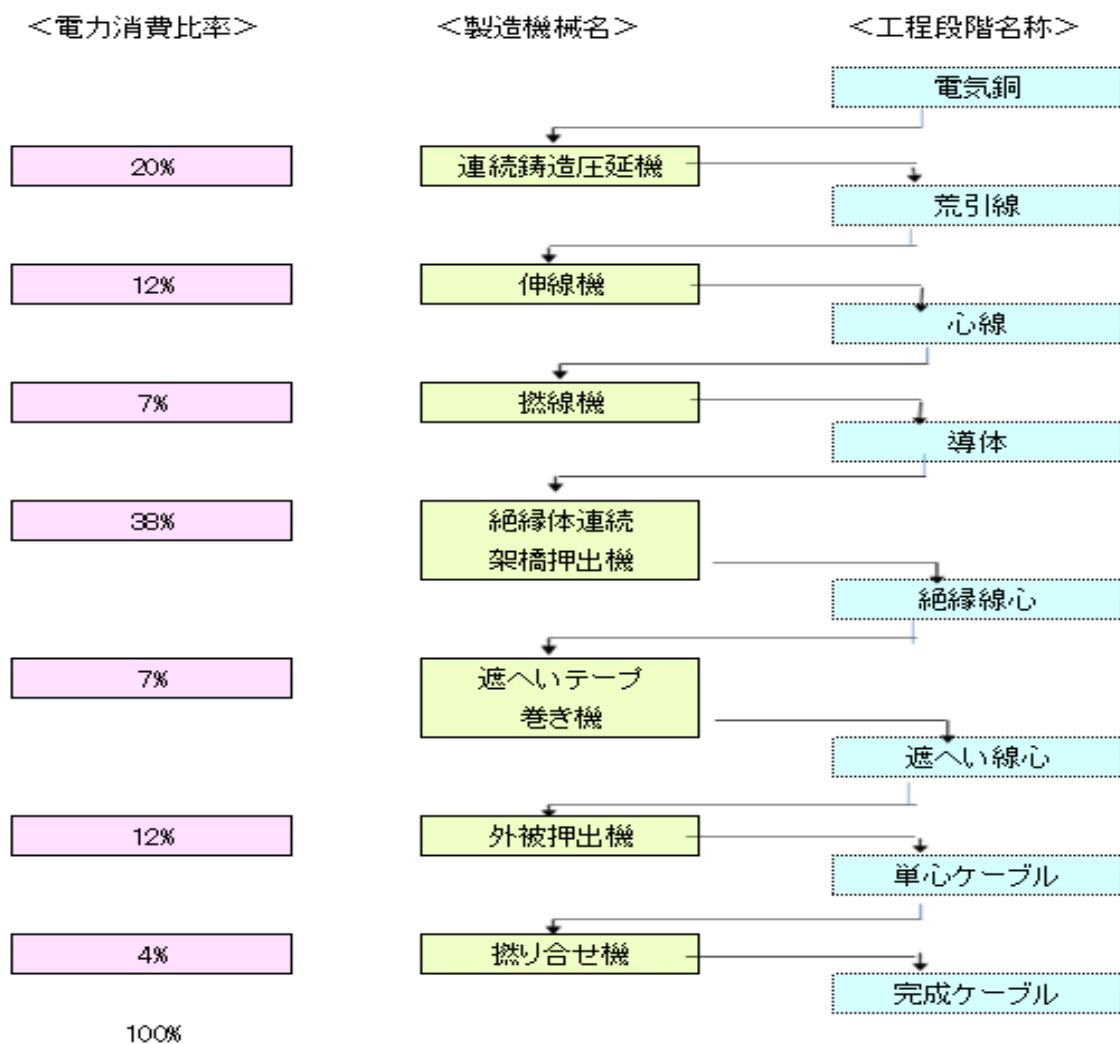 ＜電力消費比率＞ ＜製造機械名＞ ＜工程段階名称＞
電気銅
20% 連続鋳造圧延機
荒引線
12% 伸線機
心線
7% 撚線機
導体
38% 絶縁体連続
架橋押出機
絶縁線心
7% 遮へいテープ
巻き機
遮へい線心
12% 外被押出機
単心ケーブル
4% 撚り合せ機
完成ケーブル
100%